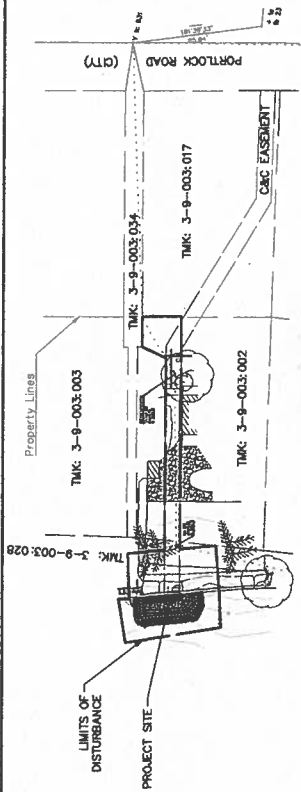 PORTLOCK ROAD
(CITY)
TMK: 3-9-003:034
TMK: 3-9-003:017
C&C EASEMENT
Property Lines
TMK: 3-9-003:003
TMK: 3-9-003:002
TMK: 3-9-003:028
LIMITS OF
DISTURBANCE
PROJECT SITE